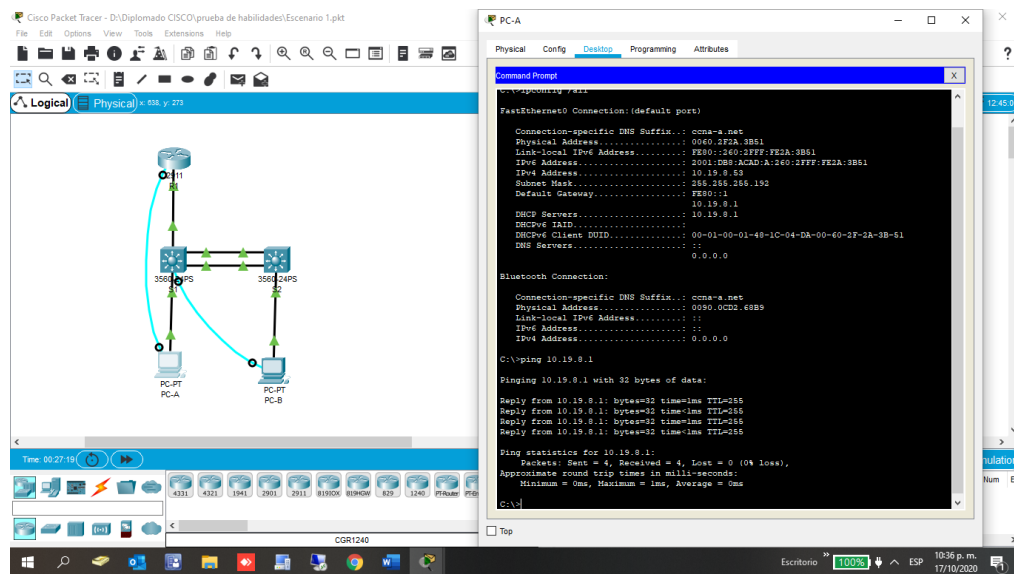 Cisco Packet Tracer - D:\Diplomado CISCO\prueba de habilidades\Escenario 1.pkt
File Edit Options View Tools Extensions Help
Logical
Physical
x: 638, y: 273
12:45:0
2911
R1
3560-24PS
S1
3560-24PS
S2
PC-PT
PC-A
PC-PT
PC-B
Time: 00:27:19
4331
4321
1941
2901
2911
819IOX
819HGW
829
1240
PT-Router
PT-Em
CGR1240
PC-A
Physical Config Desktop Programming Attributes
Command Prompt
X
C:\>ipconfig /all
FastEthernet0 Connection:(default port)
Connection-specific DNS Suffix..: ccna-a.net
Physical Address................: 0060.2F2A.3B51
Link-local IPv6 Address.........: FE80::260:2FFF:FE2A:3B51
IPv6 Address....................: 2001:DB8:ACAD:A:260:2FFF:FE2A:3B51
IPv4 Address....................: 10.19.8.53
Subnet Mask.....................: 255.255.255.192
Default Gateway.................: FE80::1
10.19.8.1
DHCP Servers....................: 10.19.8.1
DHCPv6 IAID.....................:
DHCPv6 Client DUID..............: 00-01-00-01-48-1C-04-DA-00-60-2F-2A-3B-51
DNS Servers.....................: ::
0.0.0.0
Bluetooth Connection:
Connection-specific DNS Suffix..: ccna-a.net
Physical Address................: 0090.0CD2.68B9
Link-local IPv6 Address.........: ::
IPv6 Address....................: ::
IPv4 Address....................: 0.0.0.0
C:\>ping 10.19.8.1
Pinging 10.19.8.1 with 32 bytes of data:
Reply from 10.19.8.1: bytes=32 time=1ms TTL=255
Reply from 10.19.8.1: bytes=32 time<1ms TTL=255
Reply from 10.19.8.1: bytes=32 time<1ms TTL=255
Reply from 10.19.8.1: bytes=32 time<1ms TTL=255
Ping statistics for 10.19.8.1:
Packets: Sent = 4, Received = 4, Lost = 0 (0% loss),
Approximate round trip times in milli-seconds:
Minimum = 0ms, Maximum = 1ms, Average = 0ms
C:\>
Top
nulation
Num
E
Escritorio
100%
ESP
10:36 p. m.
17/10/2020